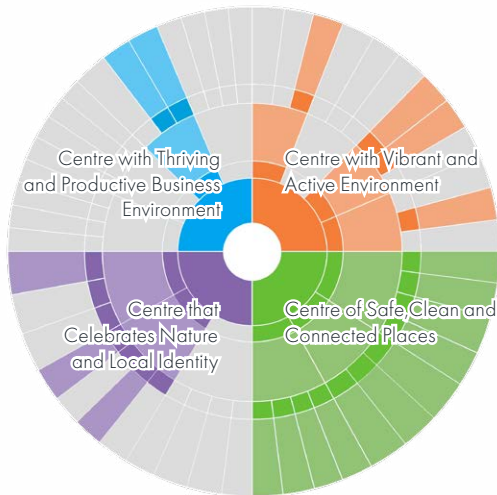 Centre with Thriving
and Productive Business
Environment
Centre with Vibrant and
Active Environment
Centre that
Celebrates Nature
and Local Identity
Centre of Safe,Clean and
Connected Places